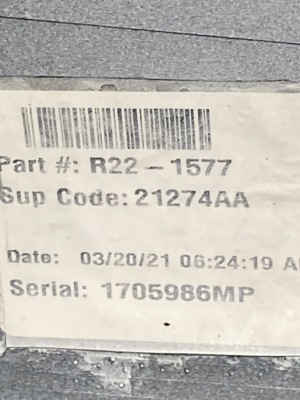 Part #: R22-1577
Sup Code: 21274AA
Date: 03/20/21 06:24:19 A
Serial: 1705986MP